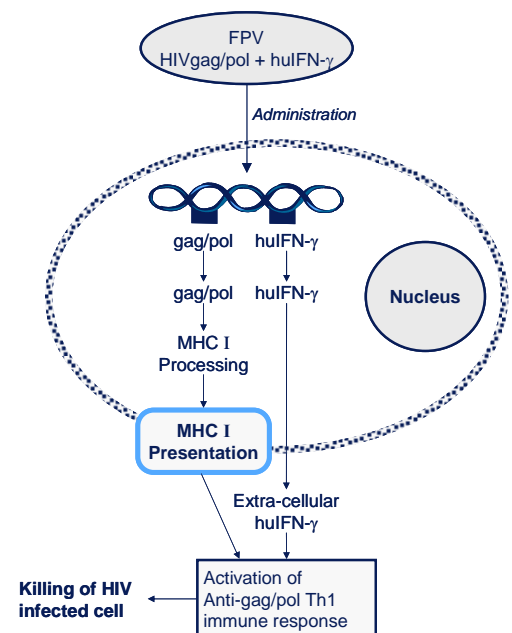 FPV
HIVgag/pol + huIFN-γ
Administration
gag/pol huIFN-γ
gag/pol huIFN-γ
Nucleus
MHC I
Processing
MHC I
Presentation
Extra-cellular
huIFN-γ
Activation of
Anti-gag/pol Th1
immune response
Killing of HIV
infected cell